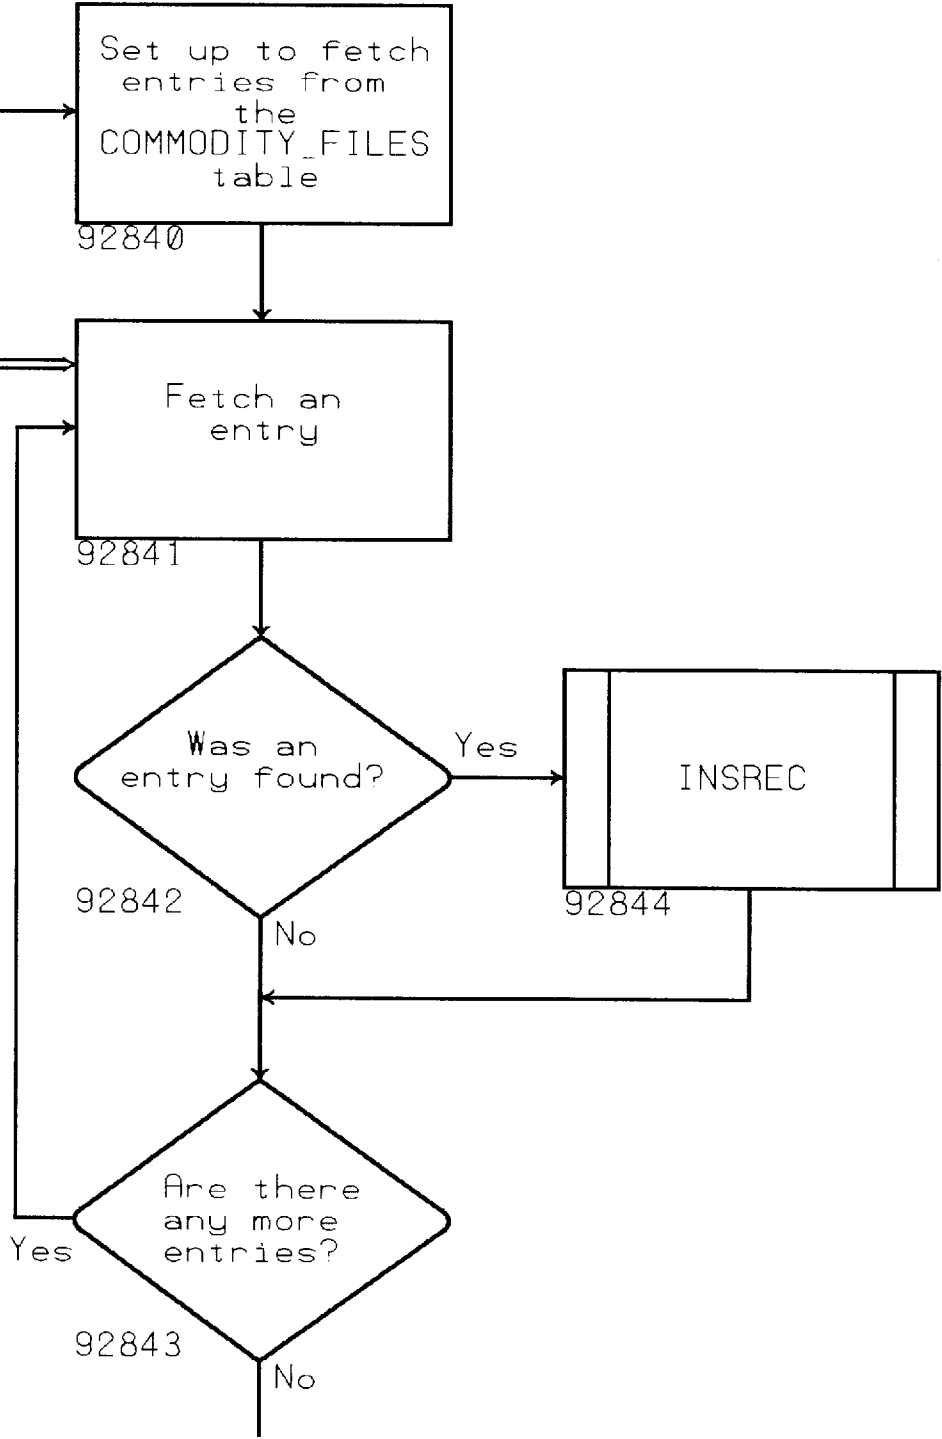 Set up to fetch
entries from
the
COMMODITY_FILES
table
92840
Fetch an
entry
92841
Was an
entry found?
Yes
INSREC
92842
92844
No
Are there
any more
entries?
Yes
92843
No